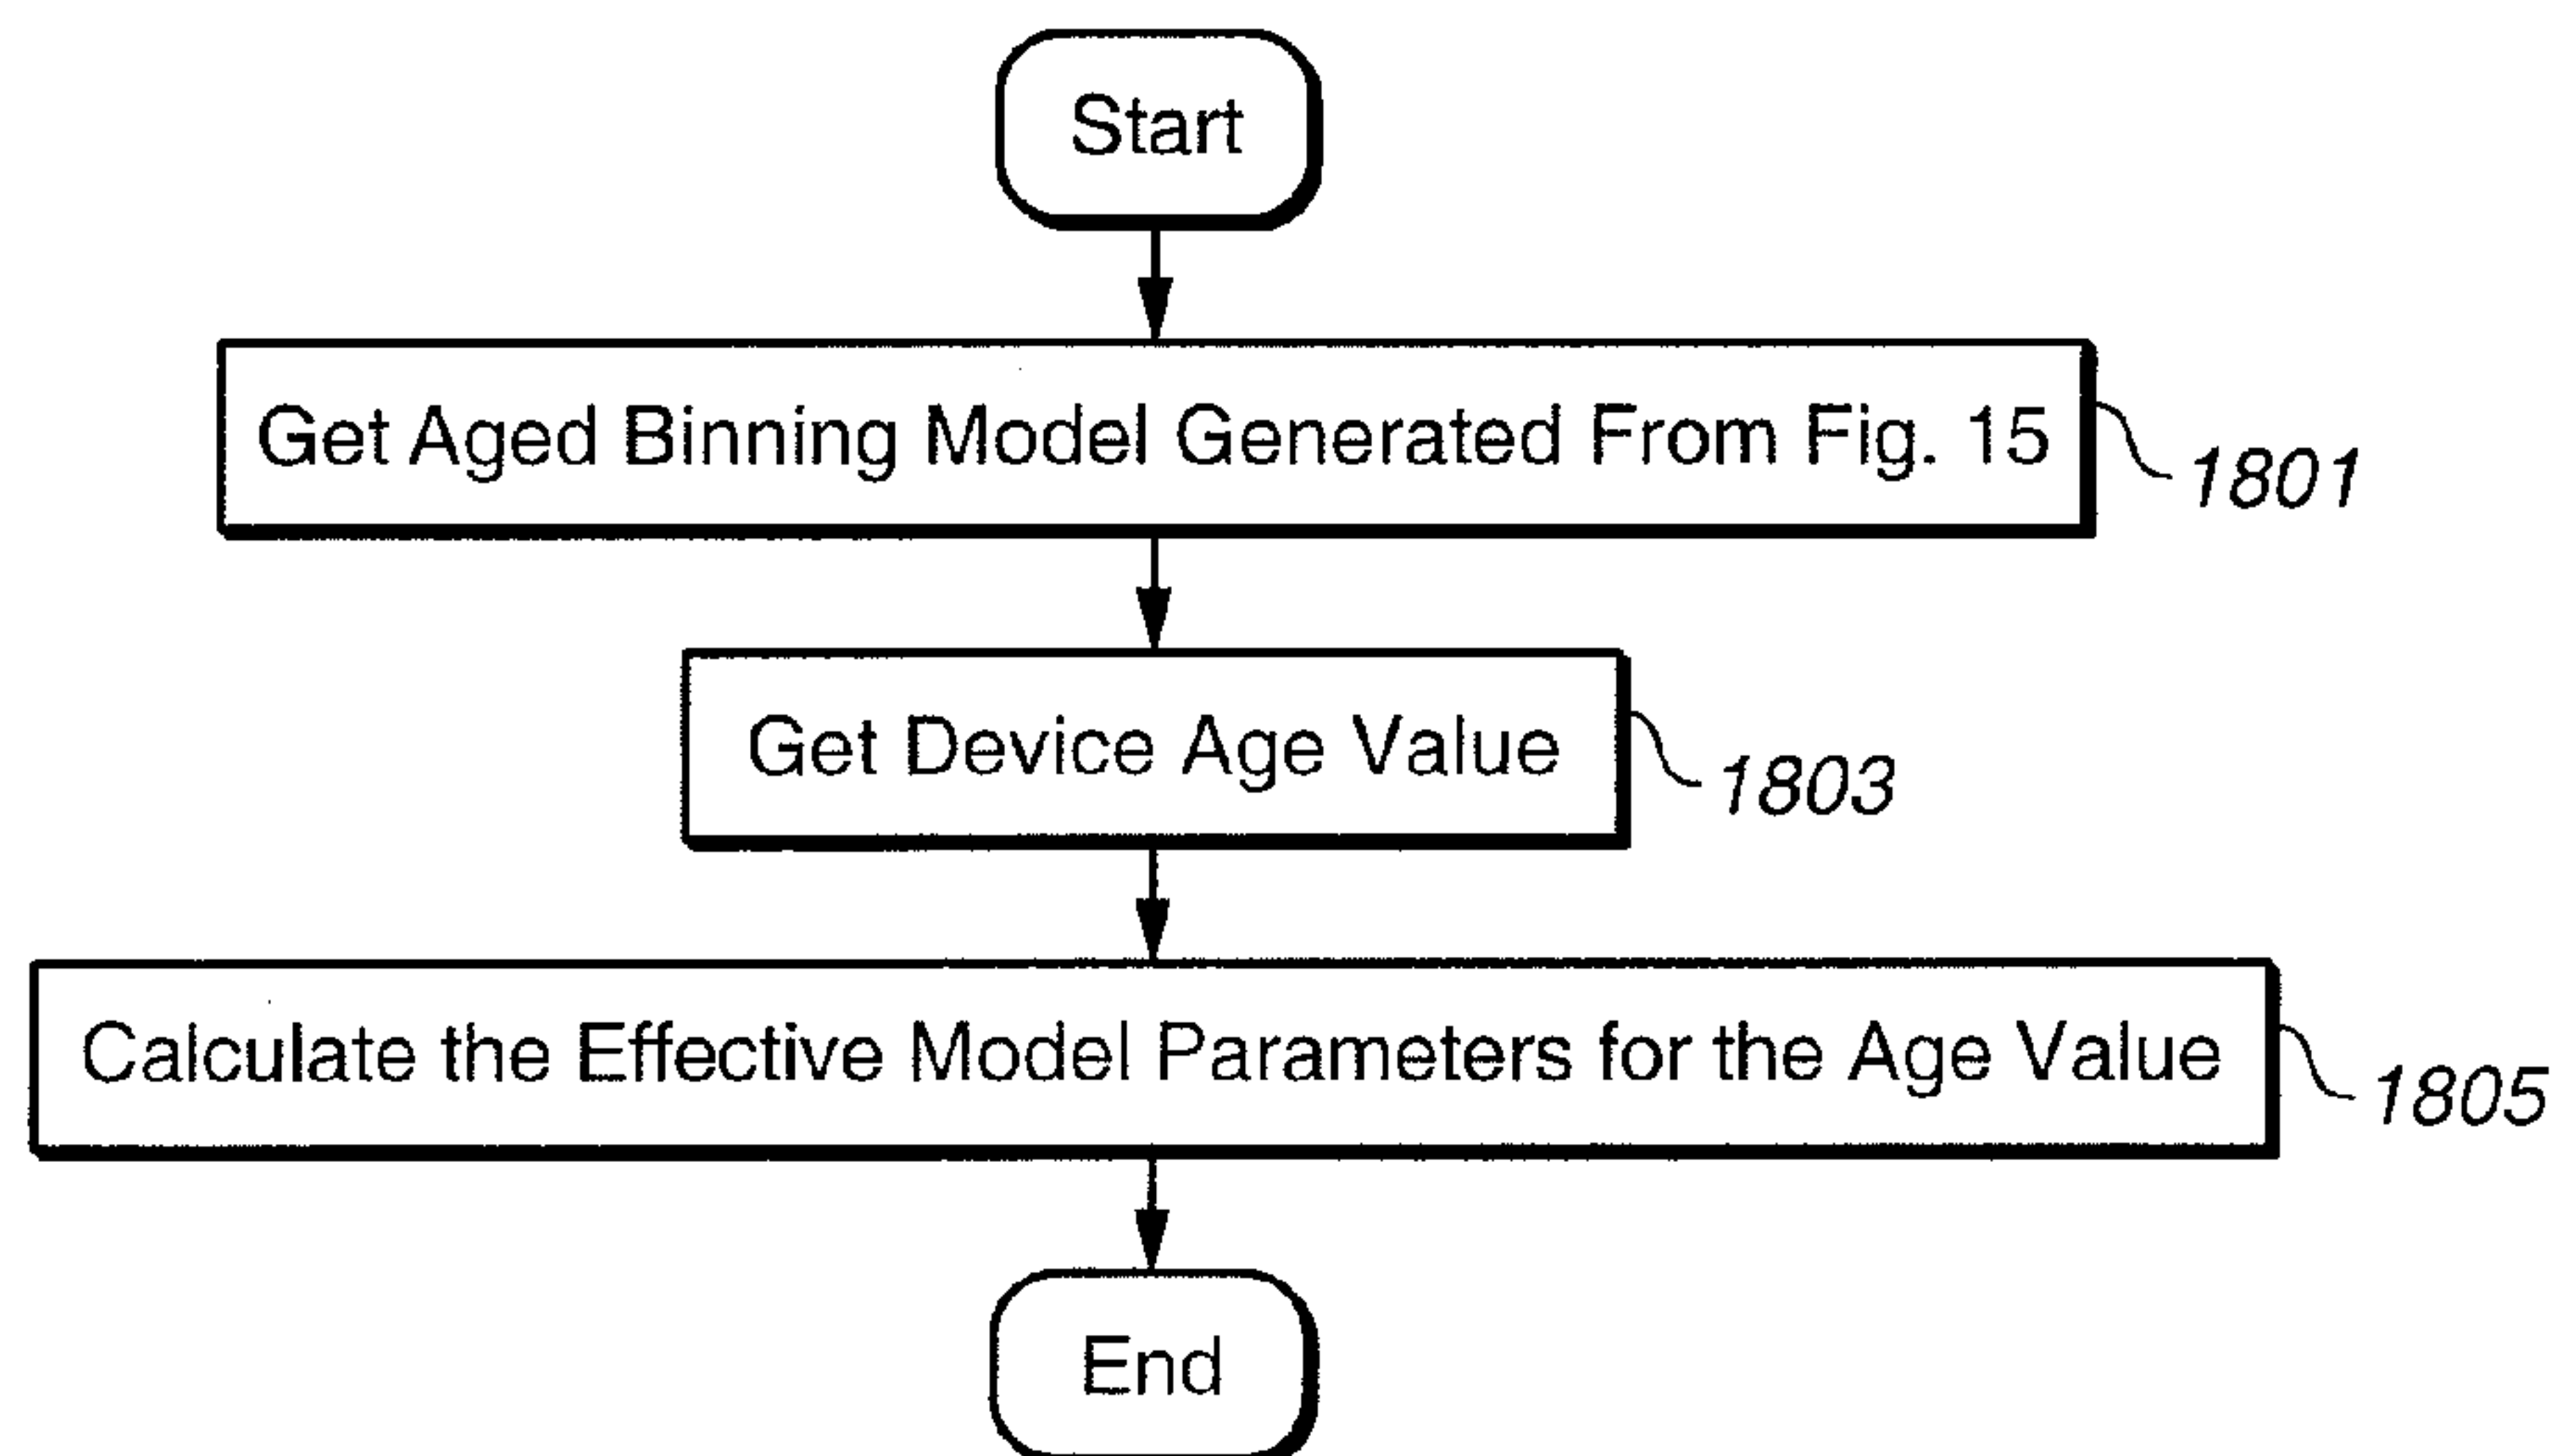 Start
Get Aged Binning Model Generated From Fig. 15
1801
Get Device Age Value
1803
Calculate the Effective Model Parameters for the Age Value
1805
End